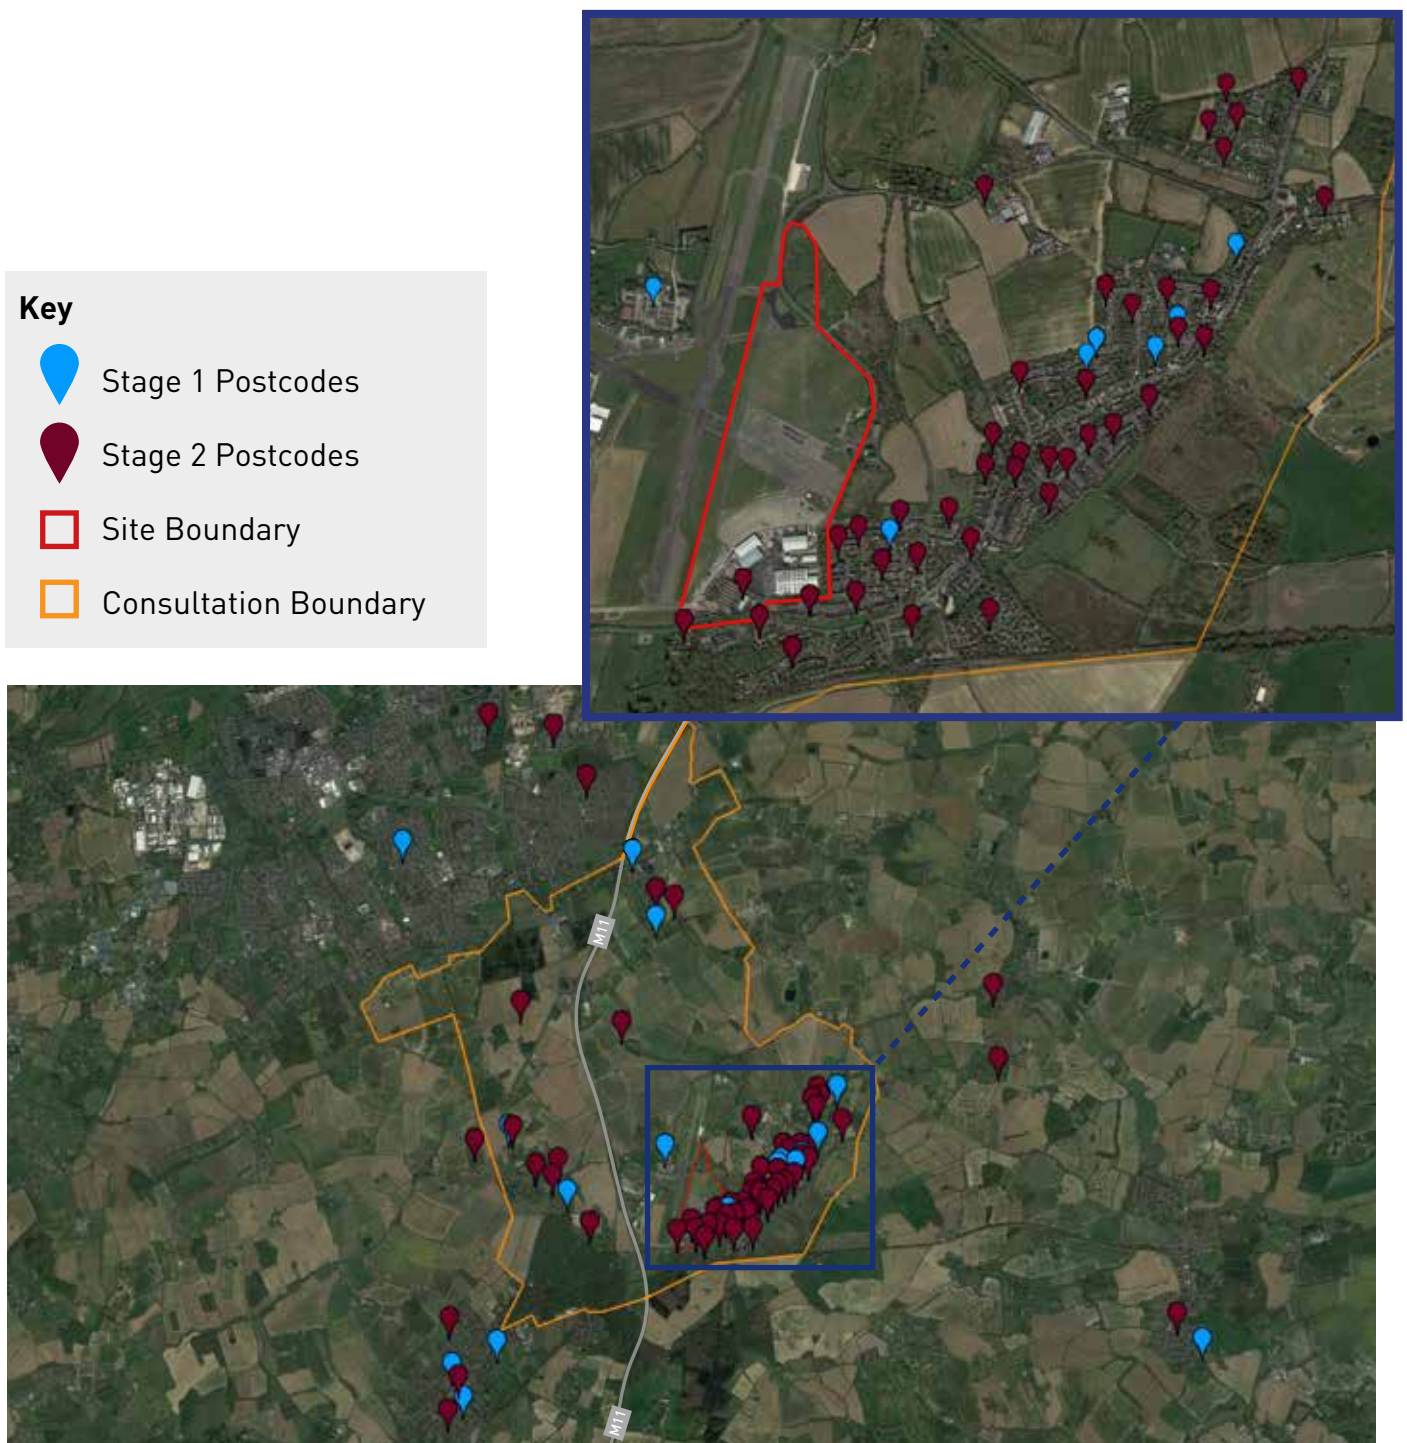 Key
Stage 1 Postcodes
Stage 2 Postcodes
Site Boundary
Consultation Boundary
M11
M11